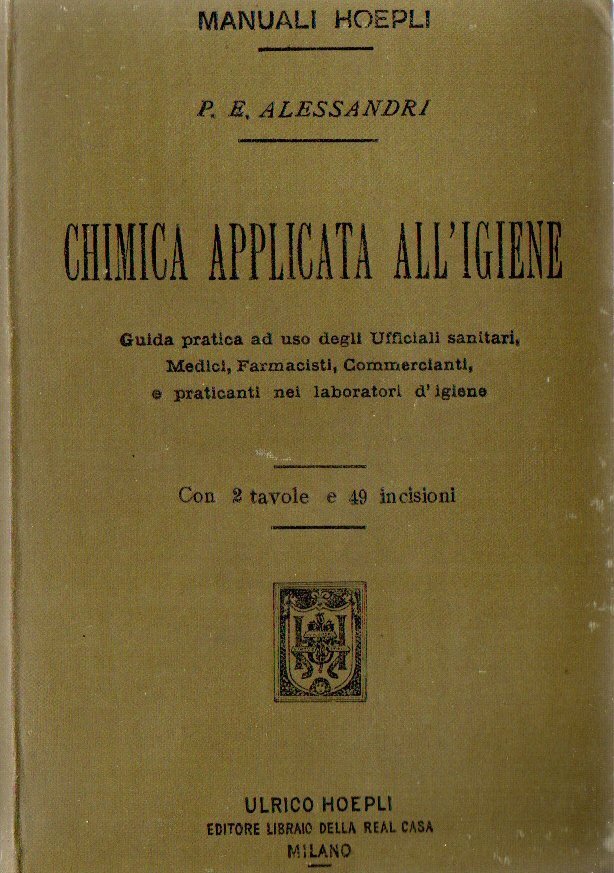 MANUALI HOEPLI
P. E. ALESSANDRI
CHIMICA APPLICATA ALL'IGIENE
Guida pratica ad uso degli Ufficiali sanitari,
Medici, Farmacisti, Commercianti,
e praticanti nei laboratori d'igiene
Con 2 tavole e 49 incisioni
ULRICO HOEPLI
EDITORE LIBRAIO DELLA REAL CASA
MILANO